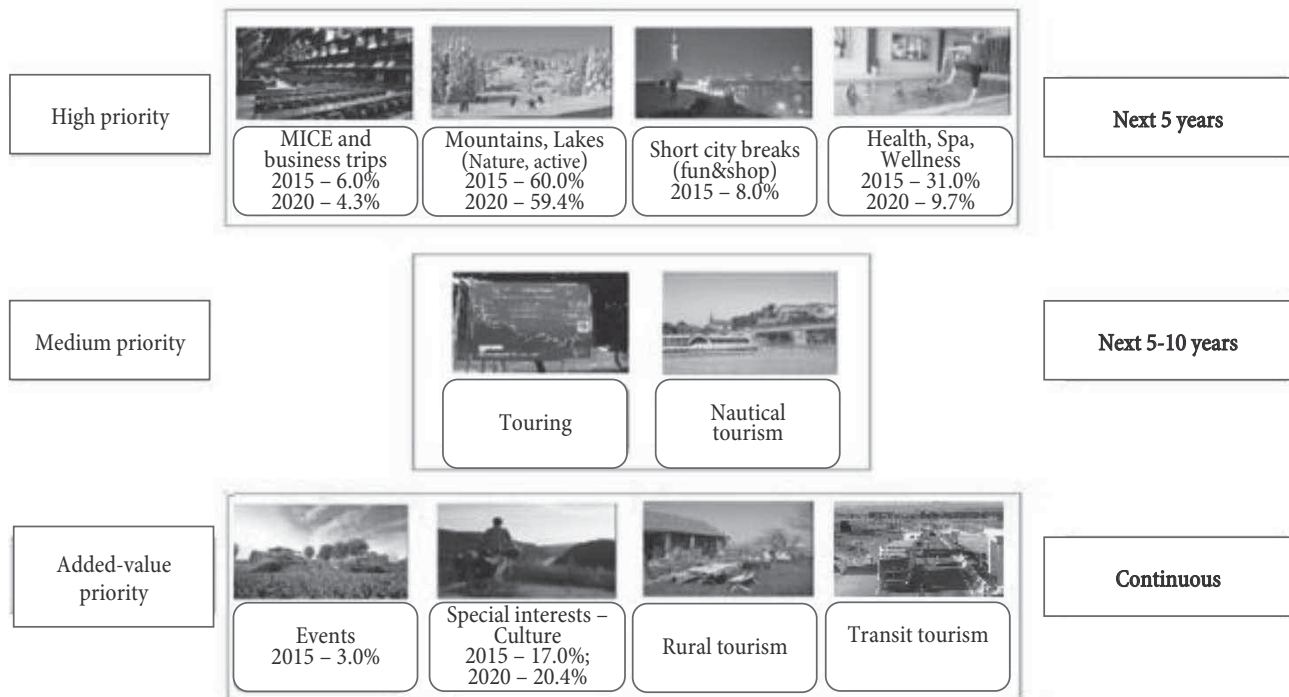 High priority
MICE and
business trips
2015 – 6.0%
2020 – 4.3%
Mountains, Lakes
(Nature, active)
2015 – 60.0%
2020 – 59.4%
Short city breaks
(fun&shop)
2015 – 8.0%
Health, Spa,
Wellness
2015 – 31.0%
2020 – 9.7%
Next 5 years
Medium priority
Touring
Nautical
tourism
Next 5-10 years
Added-value
priority
Events
2015 – 3.0%
Special interests –
Culture
2015 – 17.0%;
2020 – 20.4%
Rural tourism
Transit tourism
Continuous